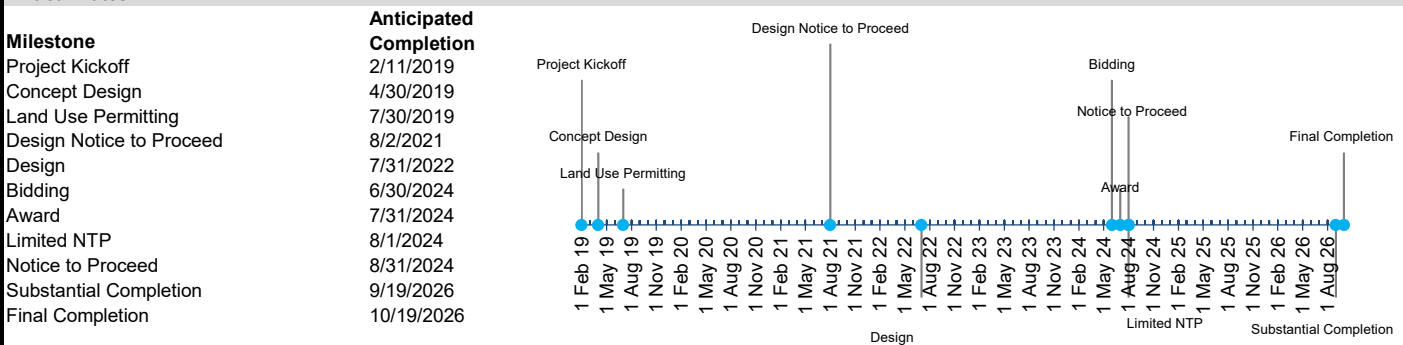 Anticipated
Milestone Completion
Project Kickoff 2/11/2019
Concept Design 4/30/2019
Land Use Permitting 7/30/2019
Design Notice to Proceed 8/2/2021
Design 7/31/2022
Bidding 6/30/2024
Award 7/31/2024
Limited NTP 8/1/2024
Notice to Proceed 8/31/2024
Substantial Completion 9/19/2026
Final Completion 10/19/2026
Design Notice to Proceed
Project Kickoff
Bidding
Notice to Proceed
Concept Design
Final Completion
Land Use Permitting
Award
1 Feb 19
1 May 19
1 Aug 19
1 Nov 19
1 Feb 20
1 May 20
1 Aug 20
1 Nov 20
1 Feb 21
1 May 21
1 Aug 21
1 Nov 21
1 Feb 22
1 May 22
1 Aug 22
1 Nov 22
1 Feb 23
1 May 23
1 Aug 23
1 Nov 23
1 Feb 24
1 May 24
1 Aug 24
1 Nov 24
1 Feb 25
1 May 25
1 Aug 25
1 Nov 25
1 Feb 26
1 May 26
1 Aug 26
Limited NTP
Substantial Completion
Design